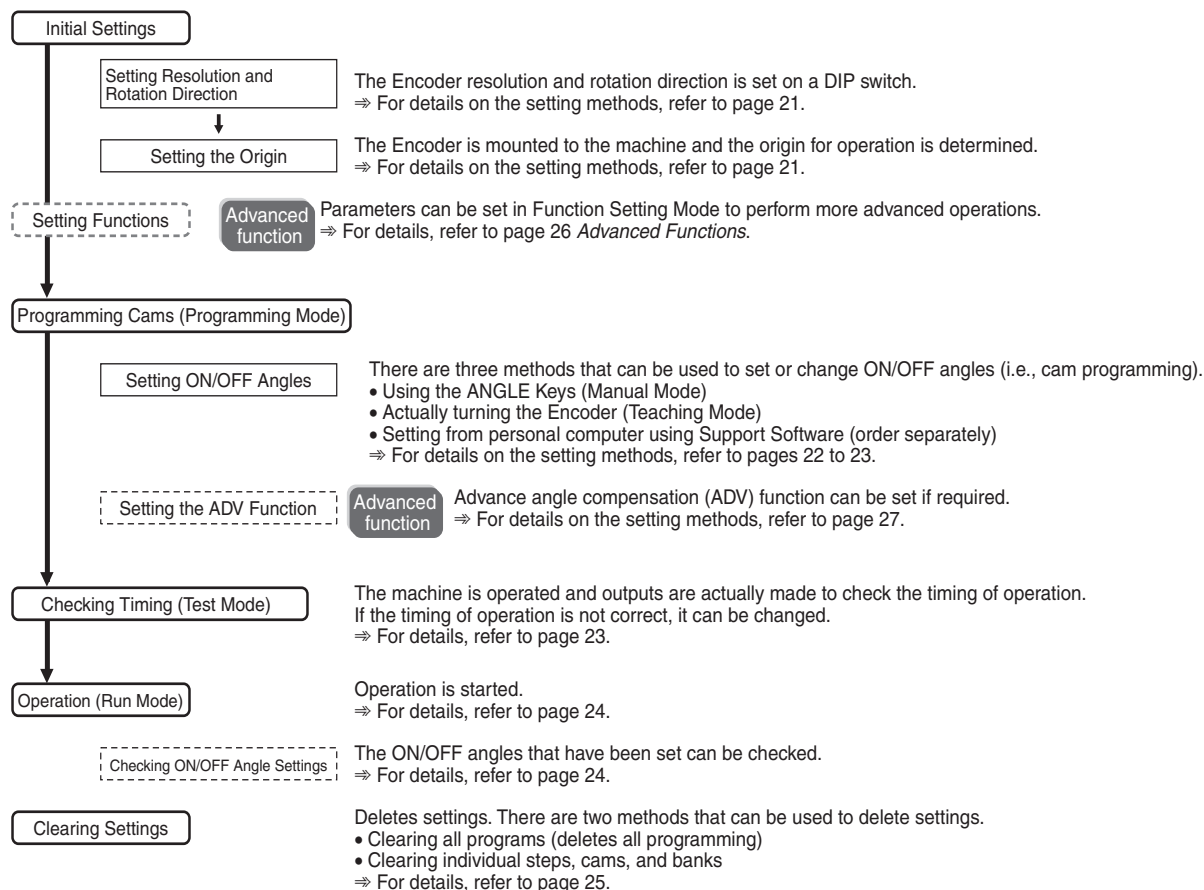 Initial Settings
Setting Resolution and
Rotation Direction
The Encoder resolution and rotation direction is set on a DIP switch.
⇒ For details on the setting methods, refer to page 21.
Setting the Origin
The Encoder is mounted to the machine and the origin for operation is determined.
⇒ For details on the setting methods, refer to page 21.
Setting Functions
Advanced
function
Parameters can be set in Function Setting Mode to perform more advanced operations.
⇒ For details, refer to page 26 Advanced Functions.
Programming Cams (Programming Mode)
Setting ON/OFF Angles
There are three methods that can be used to set or change ON/OFF angles (i.e., cam programming).
• Using the ANGLE Keys (Manual Mode)
• Actually turning the Encoder (Teaching Mode)
• Setting from personal computer using Support Software (order separately)
⇒ For details on the setting methods, refer to pages 22 to 23.
Setting the ADV Function
Advanced
function
Advance angle compensation (ADV) function can be set if required.
⇒ For details on the setting methods, refer to page 27.
Checking Timing (Test Mode)
The machine is operated and outputs are actually made to check the timing of operation.
If the timing of operation is not correct, it can be changed.
⇒ For details, refer to page 23.
Operation (Run Mode)
Operation is started.
⇒ For details, refer to page 24.
Checking ON/OFF Angle Settings
The ON/OFF angles that have been set can be checked.
⇒ For details, refer to page 24.
Clearing Settings
Deletes settings. There are two methods that can be used to delete settings.
• Clearing all programs (deletes all programming)
• Clearing individual steps, cams, and banks
⇒ For details, refer to page 25.